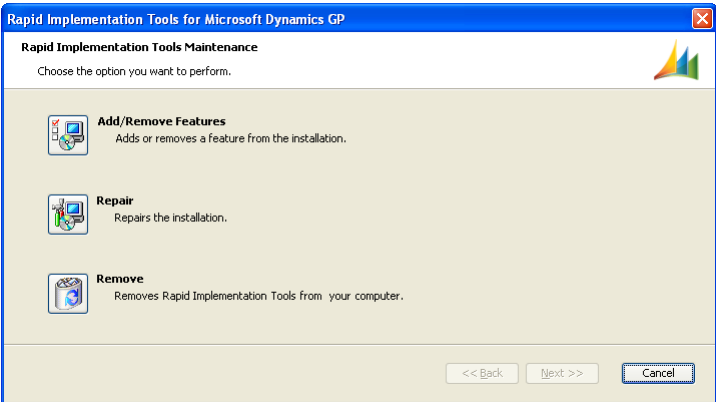 Rapid Implementation Tools for Microsoft Dynamics GP
Rapid Implementation Tools Maintenance
Choose the option you want to perform.
Add/Remove Features
Adds or removes a feature from the installation.
Repair
Repairs the installation.
Remove
Removes Rapid Implementation Tools from your computer.
<< Back Next >> Cancel